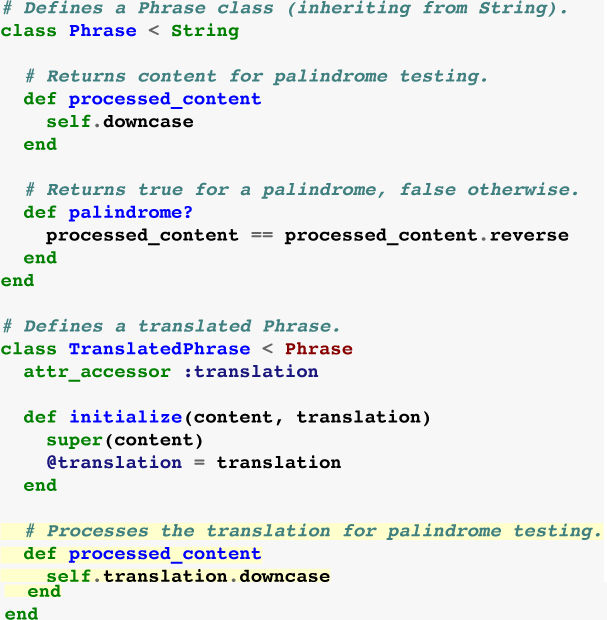 # Defines a Phrase class (inheriting from String).
class Phrase < String
# Returns content for palindrome testing.
def processed_content
self.downcase
end
# Returns true for a palindrome, false otherwise.
def palindrome?
processed_content == processed_content.reverse
end
end
# Defines a translated Phrase.
class TranslatedPhrase < Phrase
attr_accessor :translation
def initialize(content, translation)
super(content)
@translation = translation
end
# Processes the translation for palindrome testing.
def processed_content
self.translation.downcase
end
end